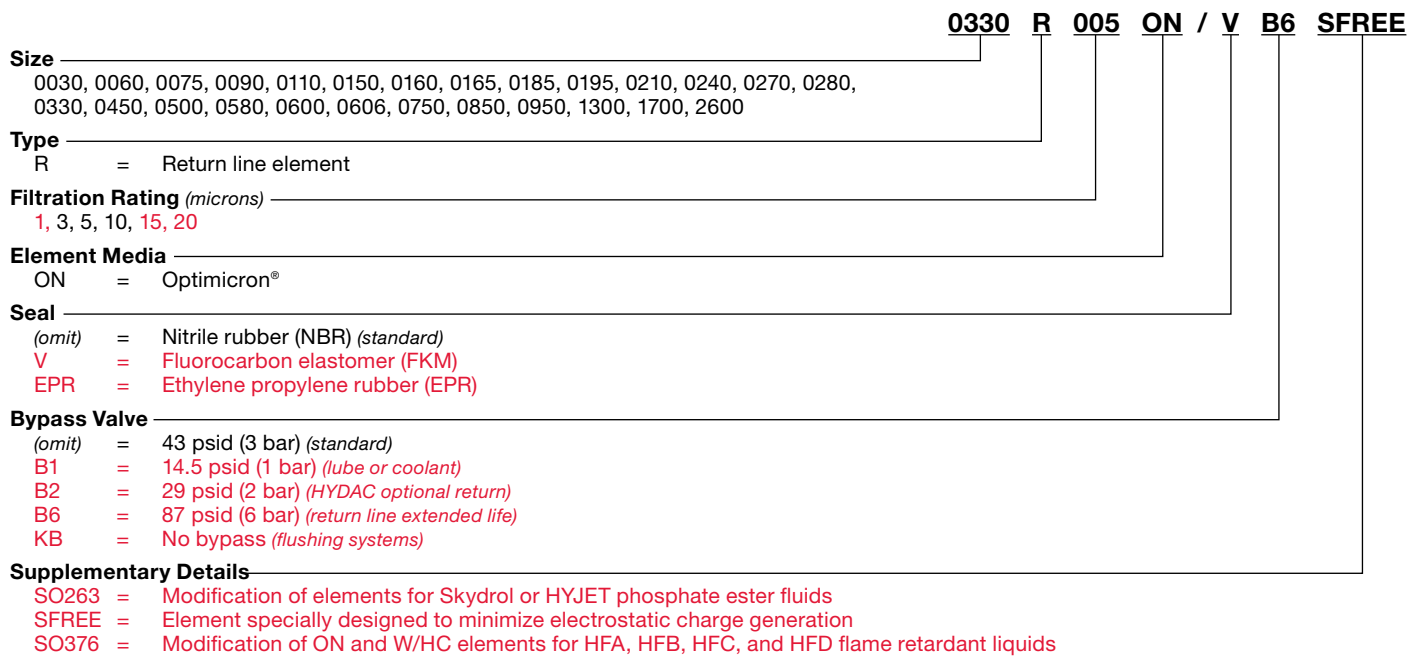 0330 R 005 ON / V B6 SFREE
Size
0030, 0060, 0075, 0090, 0110, 0150, 0160, 0165, 0185, 0195, 0210, 0240, 0270, 0280,
0330, 0450, 0500, 0580, 0600, 0606, 0750, 0850, 0950, 1300, 1700, 2600
Type
R = Return line element
Filtration Rating (microns)
1, 3, 5, 10, 15, 20
Element Media
ON = Optimicron®
Seal
(omit) = Nitrile rubber (NBR) (standard)
V = Fluorocarbon elastomer (FKM)
EPR = Ethylene propylene rubber (EPR)
Bypass Valve
(omit) = 43 psid (3 bar) (standard)
B1 = 14.5 psid (1 bar) (lube or coolant)
B2 = 29 psid (2 bar) (HYDAC optional return)
B6 = 87 psid (6 bar) (return line extended life)
KB = No bypass (flushing systems)
Supplementary Details
SO263 = Modification of elements for Skydrol or HYJET phosphate ester fluids
SFREE = Element specially designed to minimize electrostatic charge generation
SO376 = Modification of ON and W/HC elements for HFA, HFB, HFC, and HFD flame retardant liquids